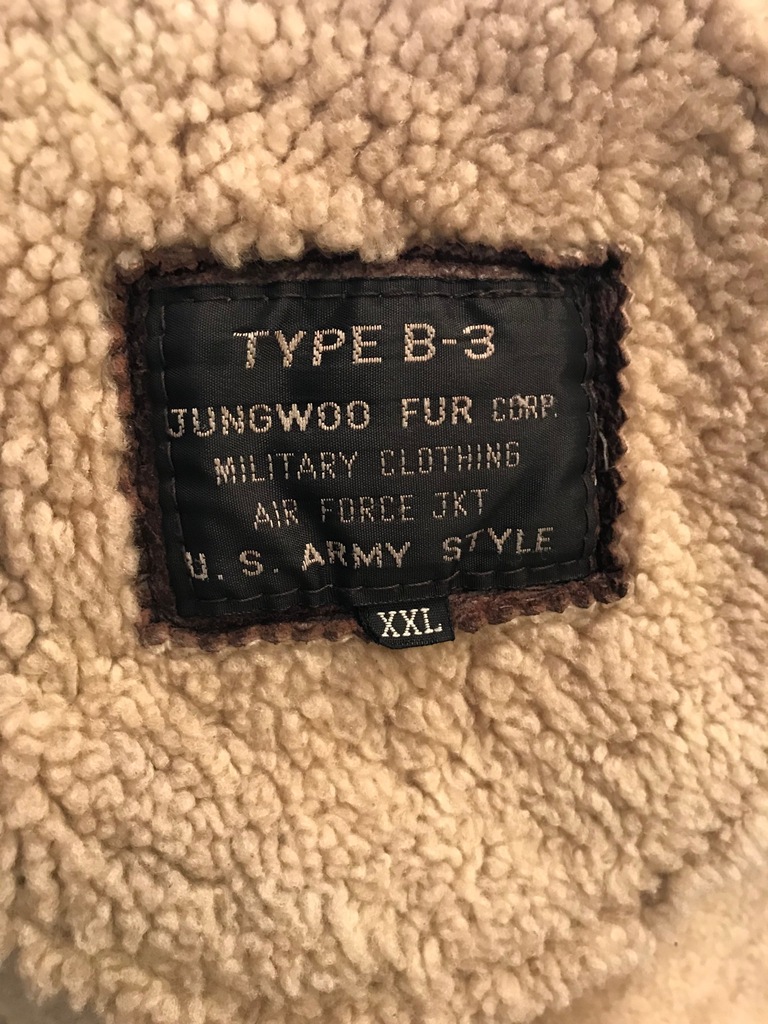 TYPE B-3
JUNGWOO FUR CORP.
MILITARY CLOTHING
AIR FORCE JKT
U.S. ARMY STYLE
XXL